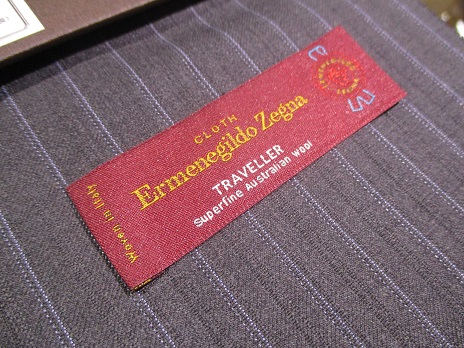 CLOTH
Ermenegildo Zegna
TRAVELLER
Superfine Australian wool
Woven in Italy